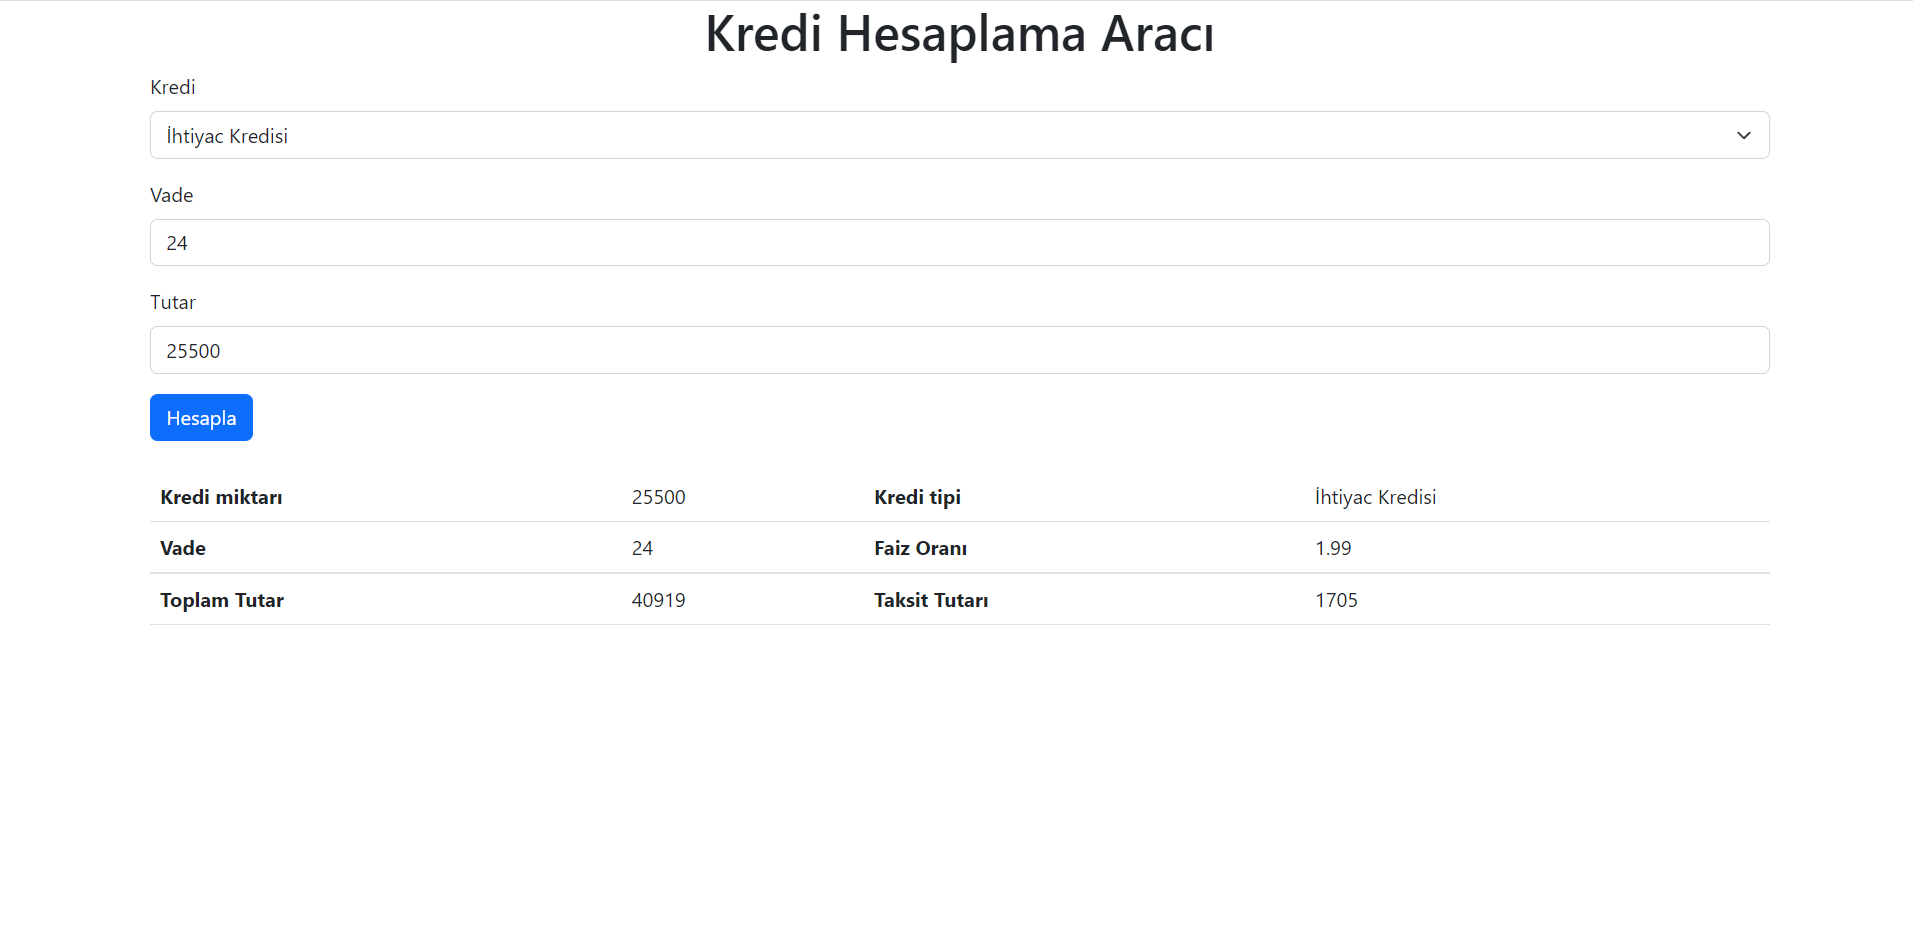 Kredi Hesaplama Aracı
Kredi
İhtiyac Kredisi
Vade
24
Tutar
25500
Hesapla
Kredi miktarı 25500 Kredi tipi İhtiyac Kredisi
Vade 24 Faiz Oranı 1.99
Toplam Tutar 40919 Taksit Tutarı 1705